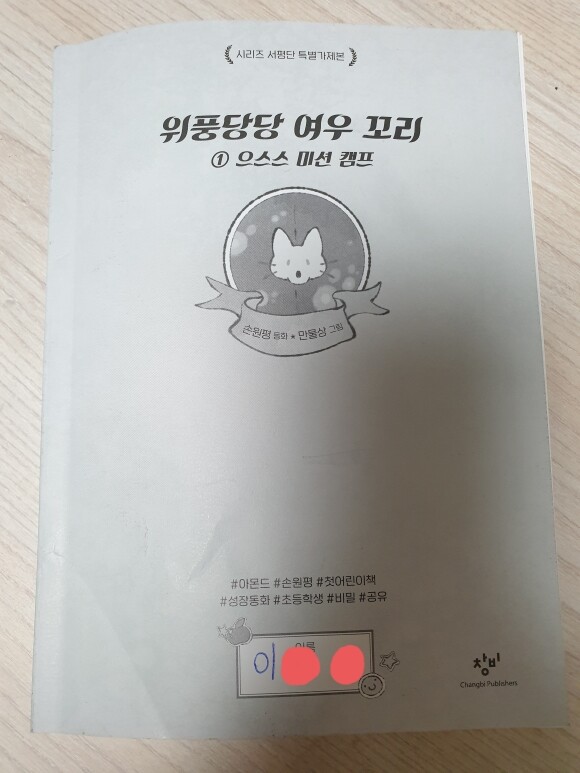 시리즈 서평단 특별가제본
위풍당당 여우 꼬리
① 으스스 미션 캠프
손원평 동화 * 만물상 그림
#아몬드 #손원평 #첫어린이책
#성장동화 #초등학생 #비밀 #공유
이름
이
창비
Changbi Publishers